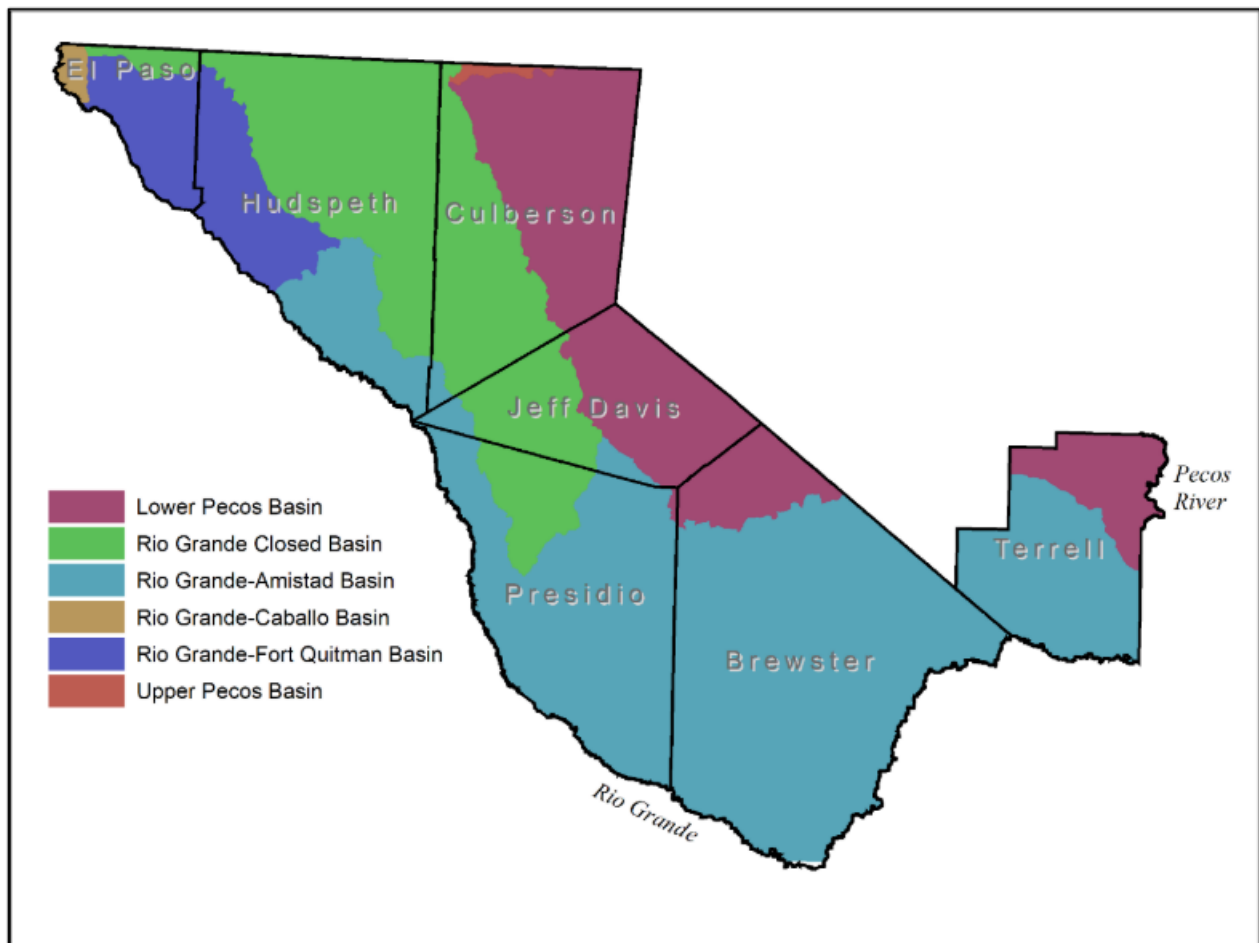 El Paso
Hudspeth
Culberson
Jeff Davis
Pecos
River
Terrell
Presidio
Brewster
Rio Grande
Lower Pecos Basin
Rio Grande Closed Basin
Rio Grande-Amistad Basin
Rio Grande-Caballo Basin
Rio Grande-Fort Quitman Basin
Upper Pecos Basin